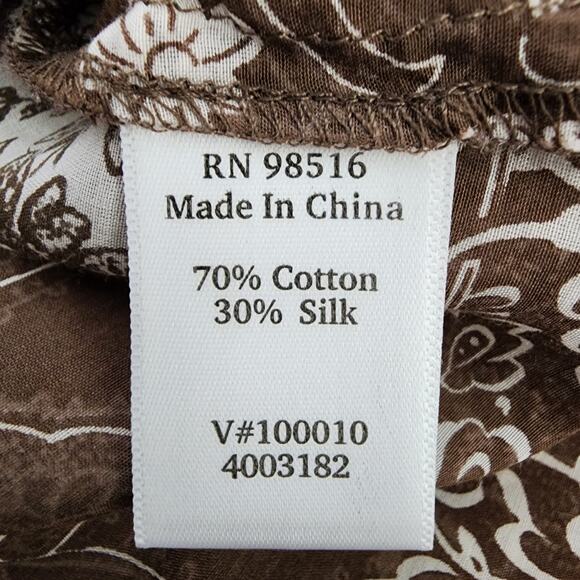 RN 98516
Made In China
70% Cotton
30% Silk
V#100010
4003182